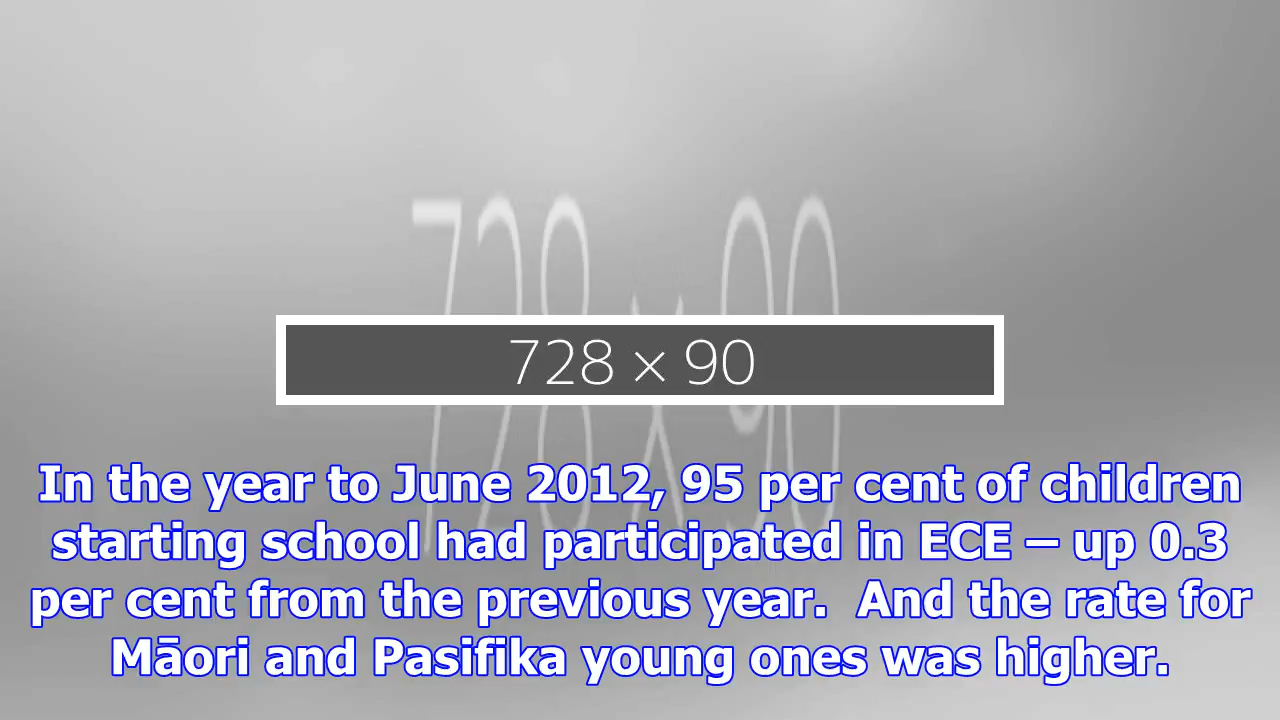 728 × 90
728 × 90
In the year to June 2012, 95 per cent of children
starting school had participated in ECE – up 0.3
per cent from the previous year.  And the rate for
Māori and Pasifika young ones was higher.